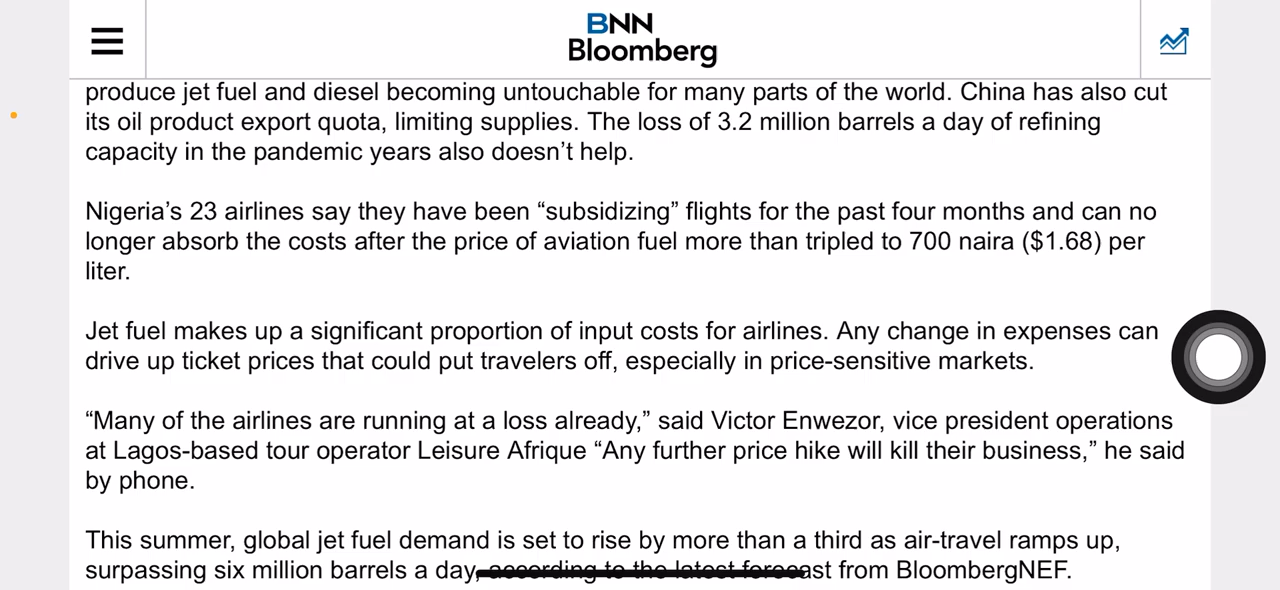 BNN
Bloomberg
produce jet fuel and diesel becoming untouchable for many parts of the world. China has also cut
its oil product export quota, limiting supplies. The loss of 3.2 million barrels a day of refining
capacity in the pandemic years also doesn’t help.
Nigeria’s 23 airlines say they have been “subsidizing” flights for the past four months and can no
longer absorb the costs after the price of aviation fuel more than tripled to 700 naira ($1.68) per
liter.
Jet fuel makes up a significant proportion of input costs for airlines. Any change in expenses can
drive up ticket prices that could put travelers off, especially in price-sensitive markets.
“Many of the airlines are running at a loss already,” said Victor Enwezor, vice president operations
at Lagos-based tour operator Leisure Afrique “Any further price hike will kill their business,” he said
by phone.
This summer, global jet fuel demand is set to rise by more than a third as air-travel ramps up,
surpassing six million barrels a day, according to the latest forecast from BloombergNEF.